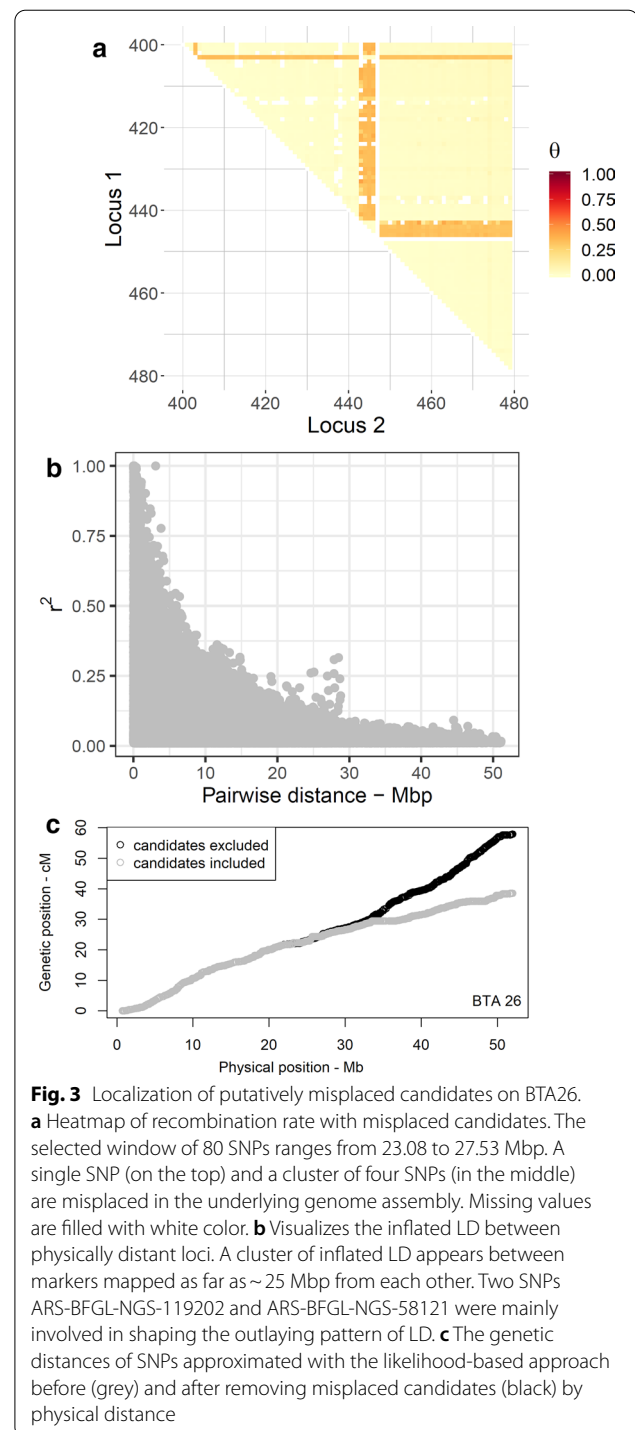 a
400
420
440
460
480
Locus 1
400
420
440
460
480
Locus 2
θ
1.00
0.75
0.50
0.25
0.00
b
1.00
0.75
0.50
0.25
0.00
r²
0
10
20
30
40
50
Pairwise distance − Mbp
c
candidates excluded
candidates included
60
50
40
30
20
10
0
Genetic position - cM
BTA 26
0
10
20
30
40
50
Physical position - Mb
Fig. 3 Localization of putatively misplaced candidates on BTA26.
a Heatmap of recombination rate with misplaced candidates. The
selected window of 80 SNPs ranges from 23.08 to 27.53 Mbp. A
single SNP (on the top) and a cluster of four SNPs (in the middle)
are misplaced in the underlying genome assembly. Missing values
are filled with white color. b Visualizes the inflated LD between
physically distant loci. A cluster of inflated LD appears between
markers mapped as far as ~ 25 Mbp from each other. Two SNPs
ARS-BFGL-NGS-119202 and ARS-BFGL-NGS-58121 were mainly
involved in shaping the outlaying pattern of LD. c The genetic
distances of SNPs approximated with the likelihood-based approach
before (grey) and after removing misplaced candidates (black) by
physical distance